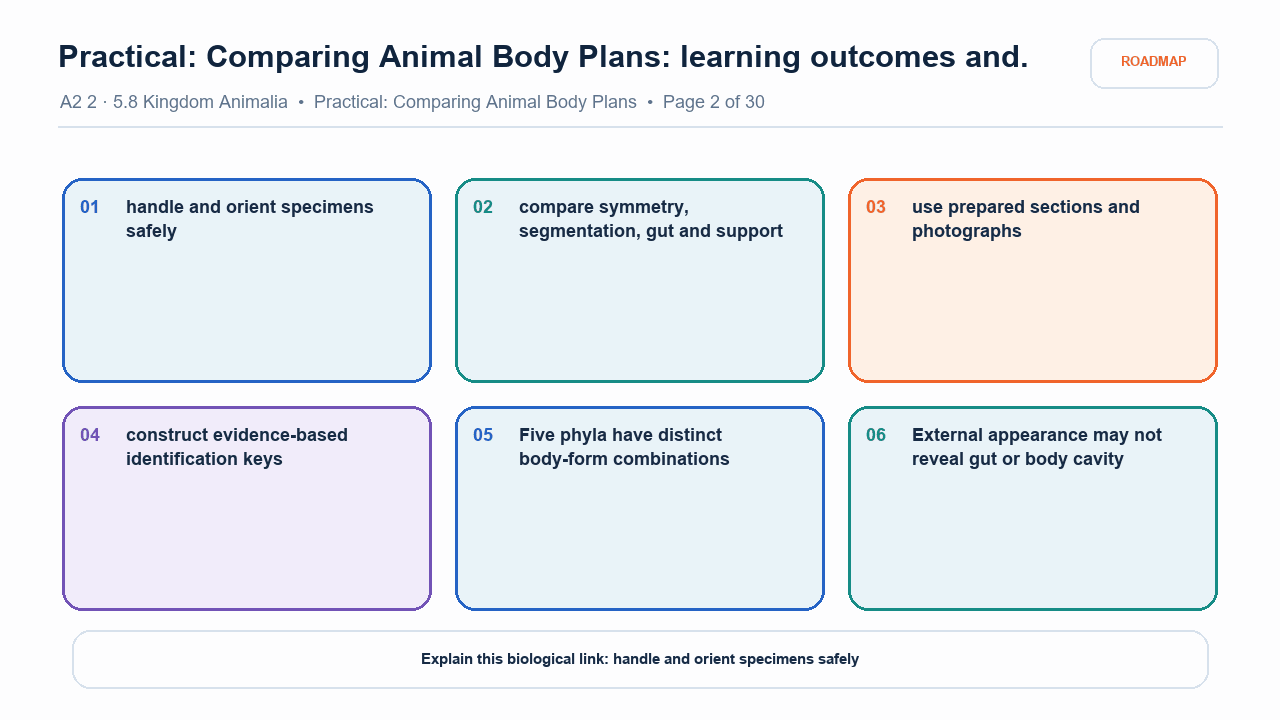 Practical: Comparing Animal Body Plans: learning outcomes and.
ROADMAP
A2 2 · 5.8 Kingdom Animalia • Practical: Comparing Animal Body Plans • Page 2 of 30
01 handle and orient specimens
safely
02 compare symmetry,
segmentation, gut and support
03 use prepared sections and
photographs
04 construct evidence-based
identification keys
05 Five phyla have distinct
body-form combinations
06 External appearance may not
reveal gut or body cavity
Explain this biological link: handle and orient specimens safely